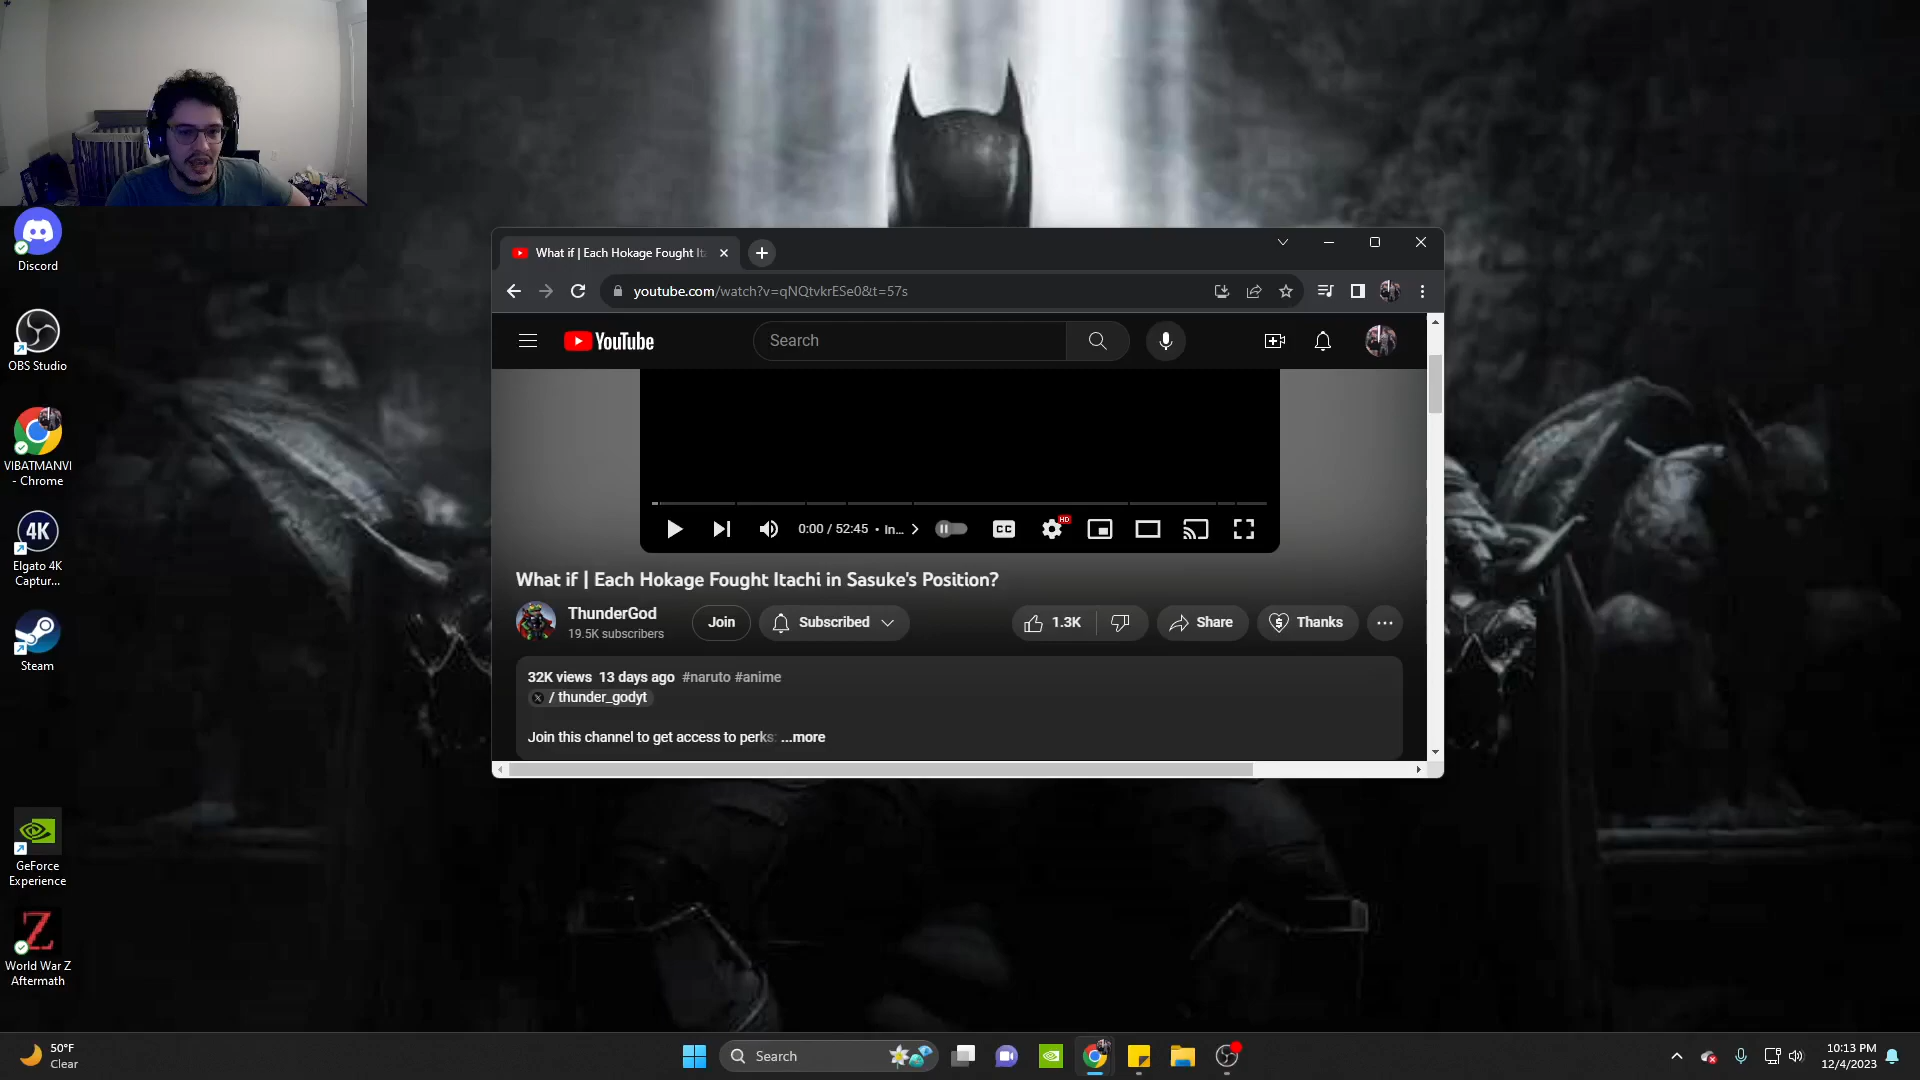 Discord
OBS Studio
VIBATMANVI
- Chrome
4K
Elgato 4K
Captur...
Steam
GeForce
Experience
Z
World War Z
Aftermath
What if | Each Hokage Fought Ita
youtube.com/watch?v=qNQtvkrESe0&t=57s
YouTube
Search
0:00 / 52:45 • In...
CC
HD
What if | Each Hokage Fought Itachi in Sasuke's Position?
ThunderGod
19.5K subscribers
Join
Subscribed
1.3K
Share
Thanks
32K views 13 days ago #naruto #anime
/ thunder_godyt
Join this channel to get access to perks: ...more
50°F
Clear
Search
10:13 PM
12/4/2023